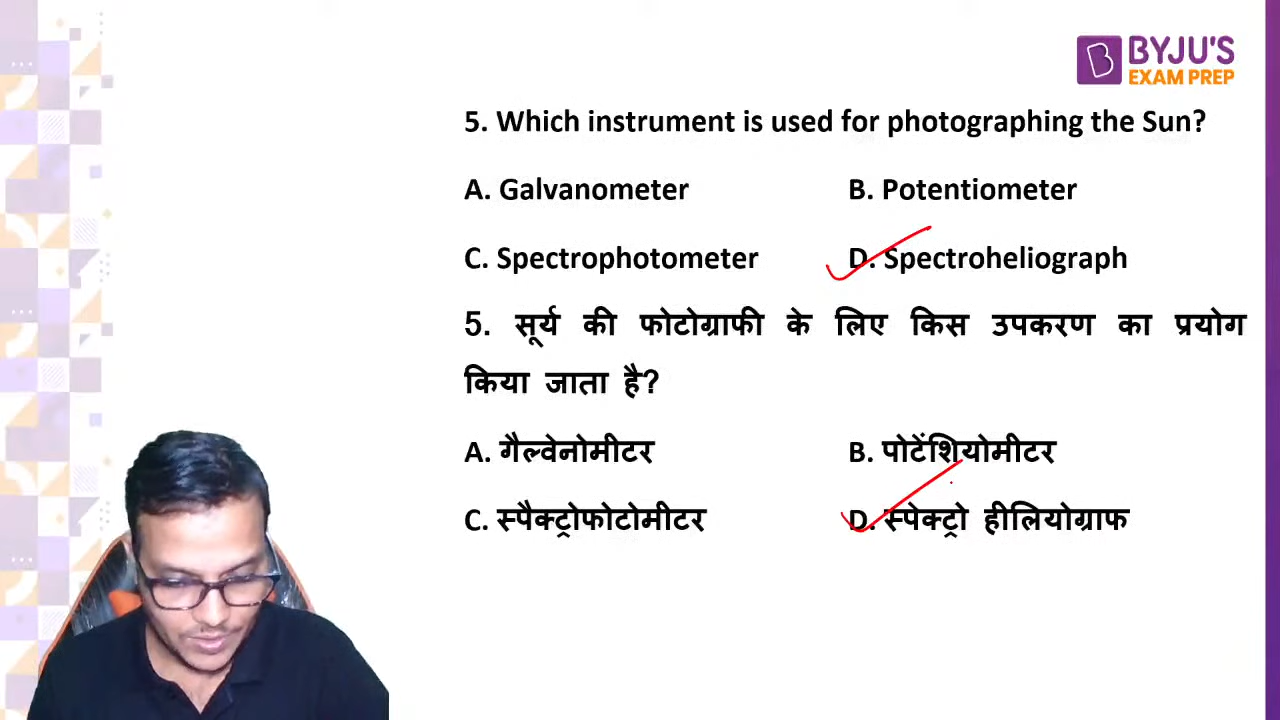 BYJU'S
EXAM PREP
5. Which instrument is used for photographing the Sun?
A. Galvanometer B. Potentiometer
C. Spectrophotometer D. Spectroheliograph
5. सूर्य की फोटोग्राफी के लिए किस उपकरण का प्रयोग
किया जाता है?
A. गैल्वेनोमीटर B. पोटेंशियोमीटर
C. स्पैक्ट्रोफोटोमीटर D. स्पेक्ट्रो हीलियोग्राफ